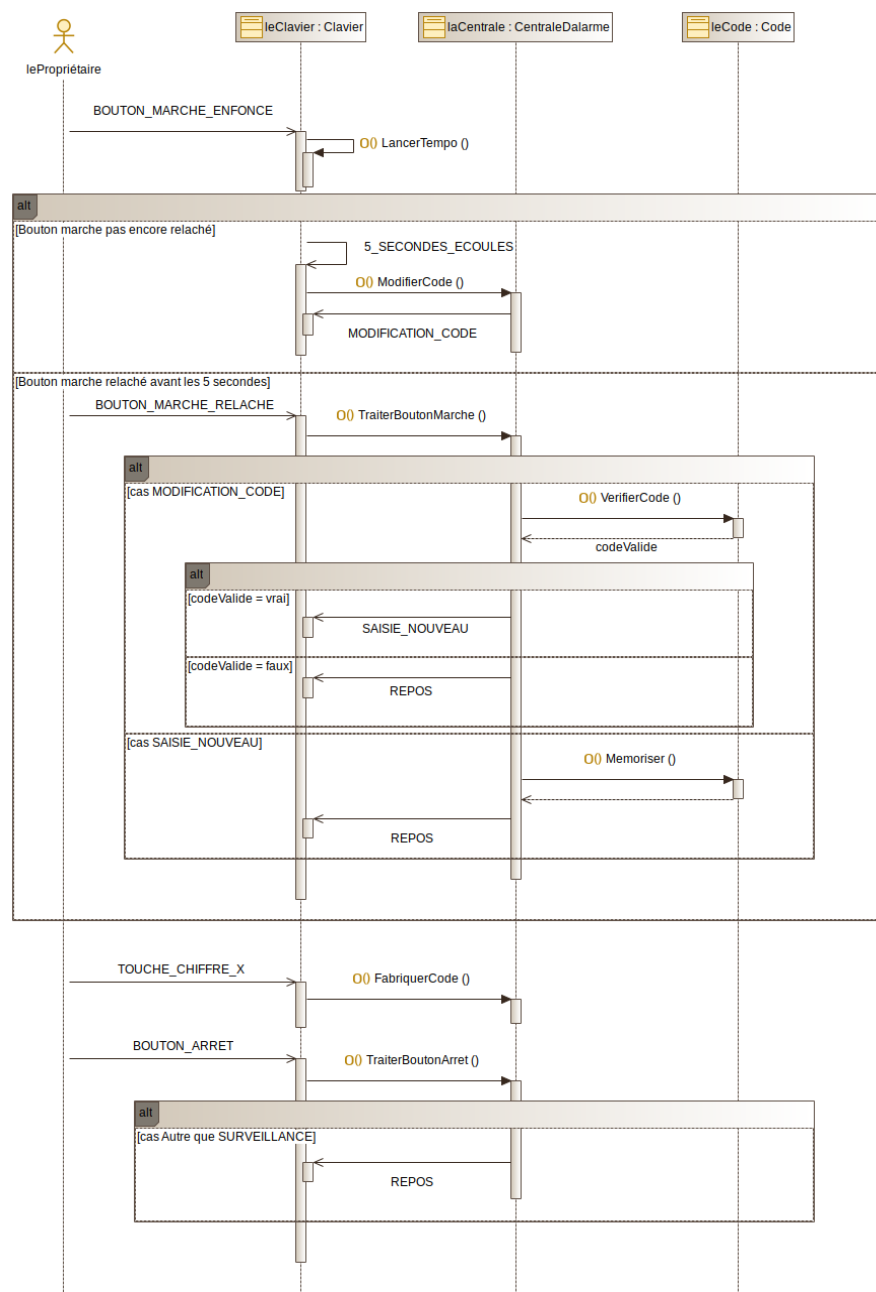 leClavier : Clavier
laCentrale : CentraleDalarme
leCode : Code
lePropriétaire
BOUTON_MARCHE_ENFONCE
O() LancerTempo ()
alt
[Bouton marche pas encore relaché]
5_SECONDES_ECOULES
O() ModifierCode ()
MODIFICATION_CODE
[Bouton marche relaché avant les 5 secondes]
BOUTON_MARCHE_RELACHE
O() TraiterBoutonMarche ()
alt
[cas MODIFICATION_CODE]
O() VerifierCode ()
codeValide
alt
[codeValide = vrai]
SAISIE_NOUVEAU
[codeValide = faux]
REPOS
[cas SAISIE_NOUVEAU]
O() Memoriser ()
REPOS
TOUCHE_CHIFFRE_X
O() FabriquerCode ()
BOUTON_ARRET
O() TraiterBoutonArret ()
alt
[cas Autre que SURVEILLANCE]
REPOS